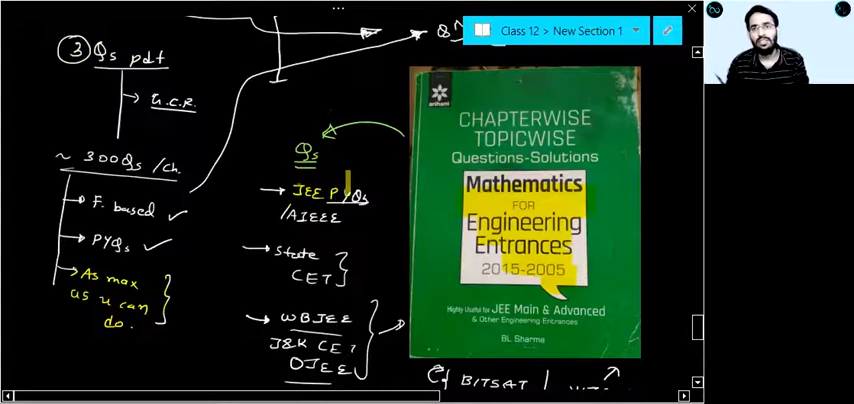 Class 12 > New Section 1
③ Qs pdf
~ 300Qs /ch.
F. based
PYQs
As max
as u can
do.
Qs
JEE PYQs
/AIEEE
State
CET
WBJEE
J&K CET
OJEE
arihant
CHAPTERWISE
TOPICWISE
Questions-Solutions
Mathematics
FOR
Engineering
Entrances
2015-2005
Highly Useful for JEE Main & Advanced
& Other Engineering Entrances
BL Sharma
BITSAT